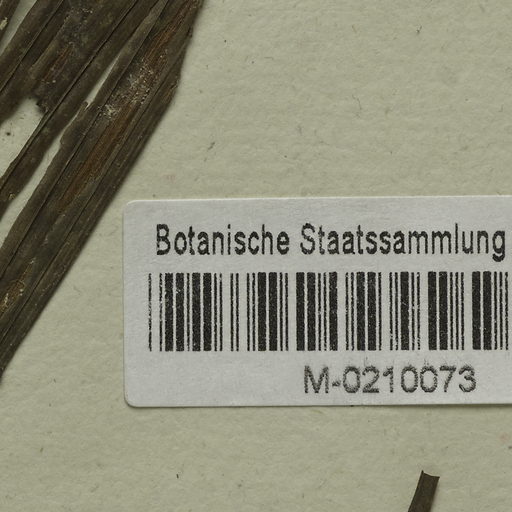 Botanische Staatssammlung
M-0210073